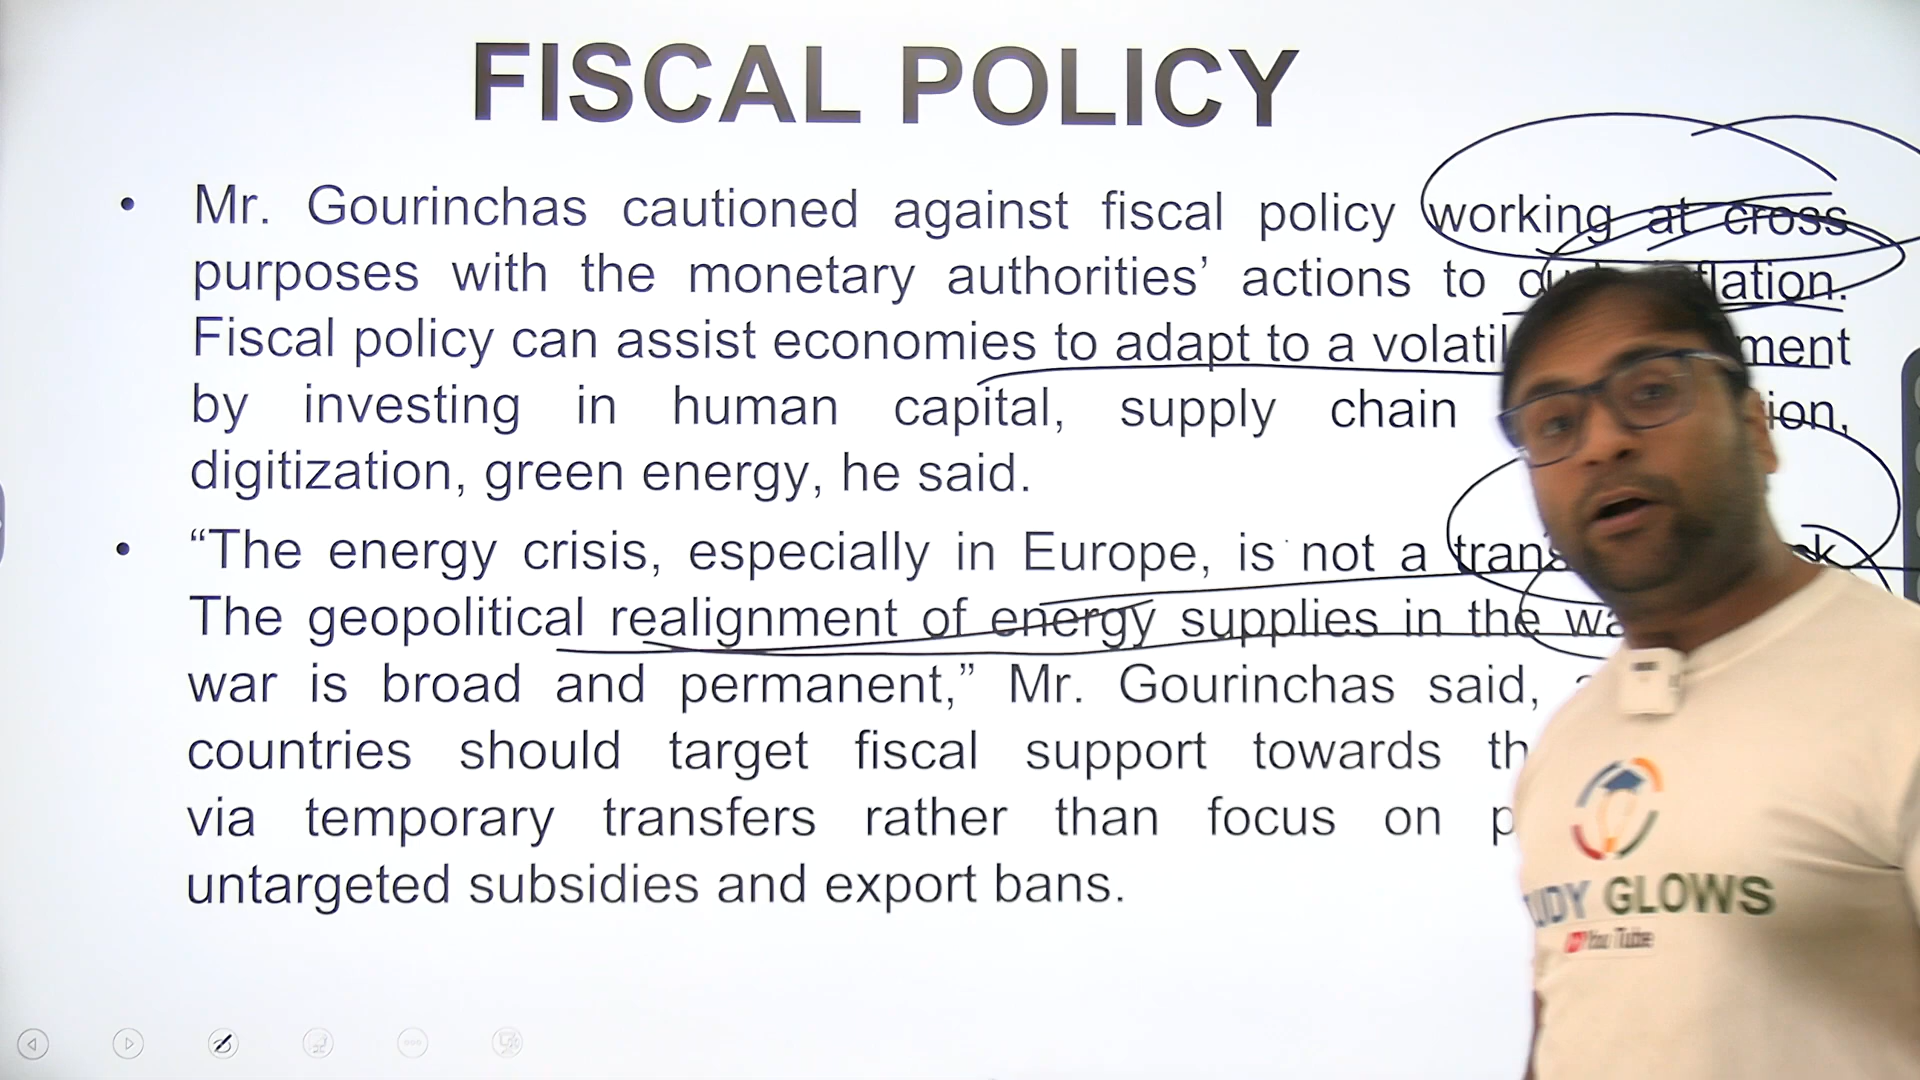 FISCAL POLICY
• Mr. Gourinchas cautioned against fiscal policy working at cross
purposes with the monetary authorities’ actions to
Fiscal policy can assist economies to adapt to a
by investing in human capital, supply chain
digitization, green energy, he said.
• “The energy crisis, especially in Europe, is not a
The geopolitical realignment of energy supplies in the
war is broad and permanent,” Mr. Gourinchas said,
countries should target fiscal support towards
via temporary transfers rather than focus on
untargeted subsidies and export bans.
GLOWS
You Tube